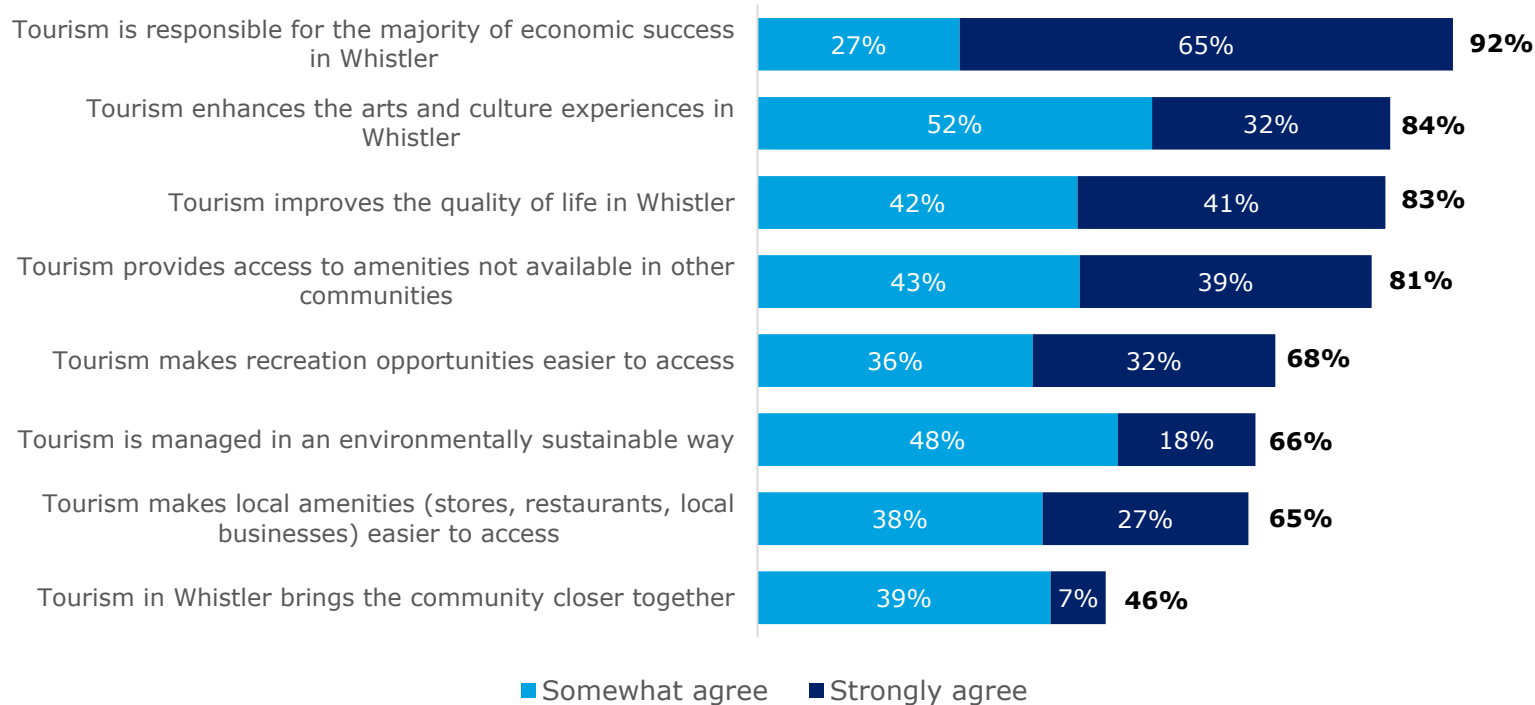 Tourism is responsible for the majority of economic success
in Whistler
27%
65%
92%
Tourism enhances the arts and culture experiences in
Whistler
52%
32%
84%
Tourism improves the quality of life in Whistler
42%
41%
83%
Tourism provides access to amenities not available in other
communities
43%
39%
81%
Tourism makes recreation opportunities easier to access
36%
32%
68%
Tourism is managed in an environmentally sustainable way
48%
18%
66%
Tourism makes local amenities (stores, restaurants, local
businesses) easier to access
38%
27%
65%
Tourism in Whistler brings the community closer together
39%
7%
46%
Somewhat agree
Strongly agree